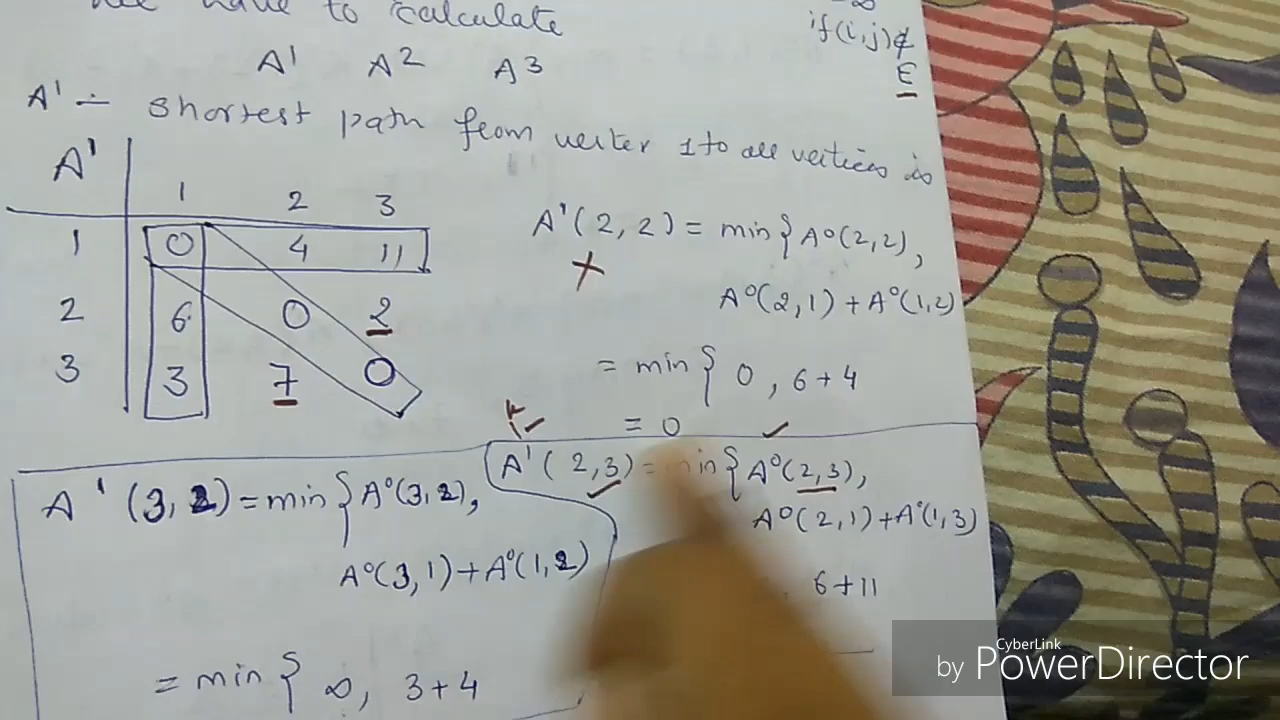 to calculate
∞
if(i,j)∉
E
A¹ A² A³
A¹ :- shortest path from vertex 1 to all vertices is
A¹
1 2 3
1 0 4 11
2 6 0 2
3 3 7 0
A¹(2,2) = min{A⁰(2,2),
A⁰(2,1)+A⁰(1,2)
= min{ 0, 6+4
= 0
A¹(3,2) = min{A⁰(3,2),
A⁰(3,1)+A⁰(1,2)
= min{ ∞, 3+4
A¹(2,3) = min{A⁰(2,3),
A⁰(2,1)+A⁰(1,3)
, 6+11
CyberLink
by PowerDirector